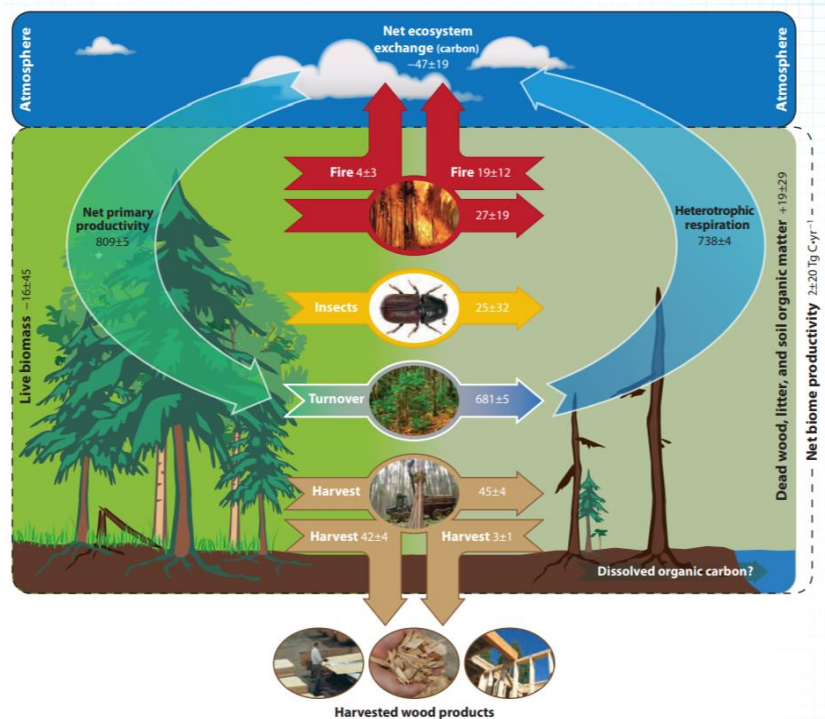 Atmosphere
Net ecosystem
exchange (carbon)
−47±19
Atmosphere
Fire 4±3
Fire 19±12
27±19
Net primary
productivity
809±5
Heterotrophic
respiration
738±4
Insects
25±32
Turnover
681±5
Harvest
45±4
Harvest 42±4
Harvest 3±1
Live biomass −16±45
Dead wood, litter, and soil organic matter +19±29
Net biome productivity 2±20 Tg C•yr⁻¹
Dissolved organic carbon?
Harvested wood products